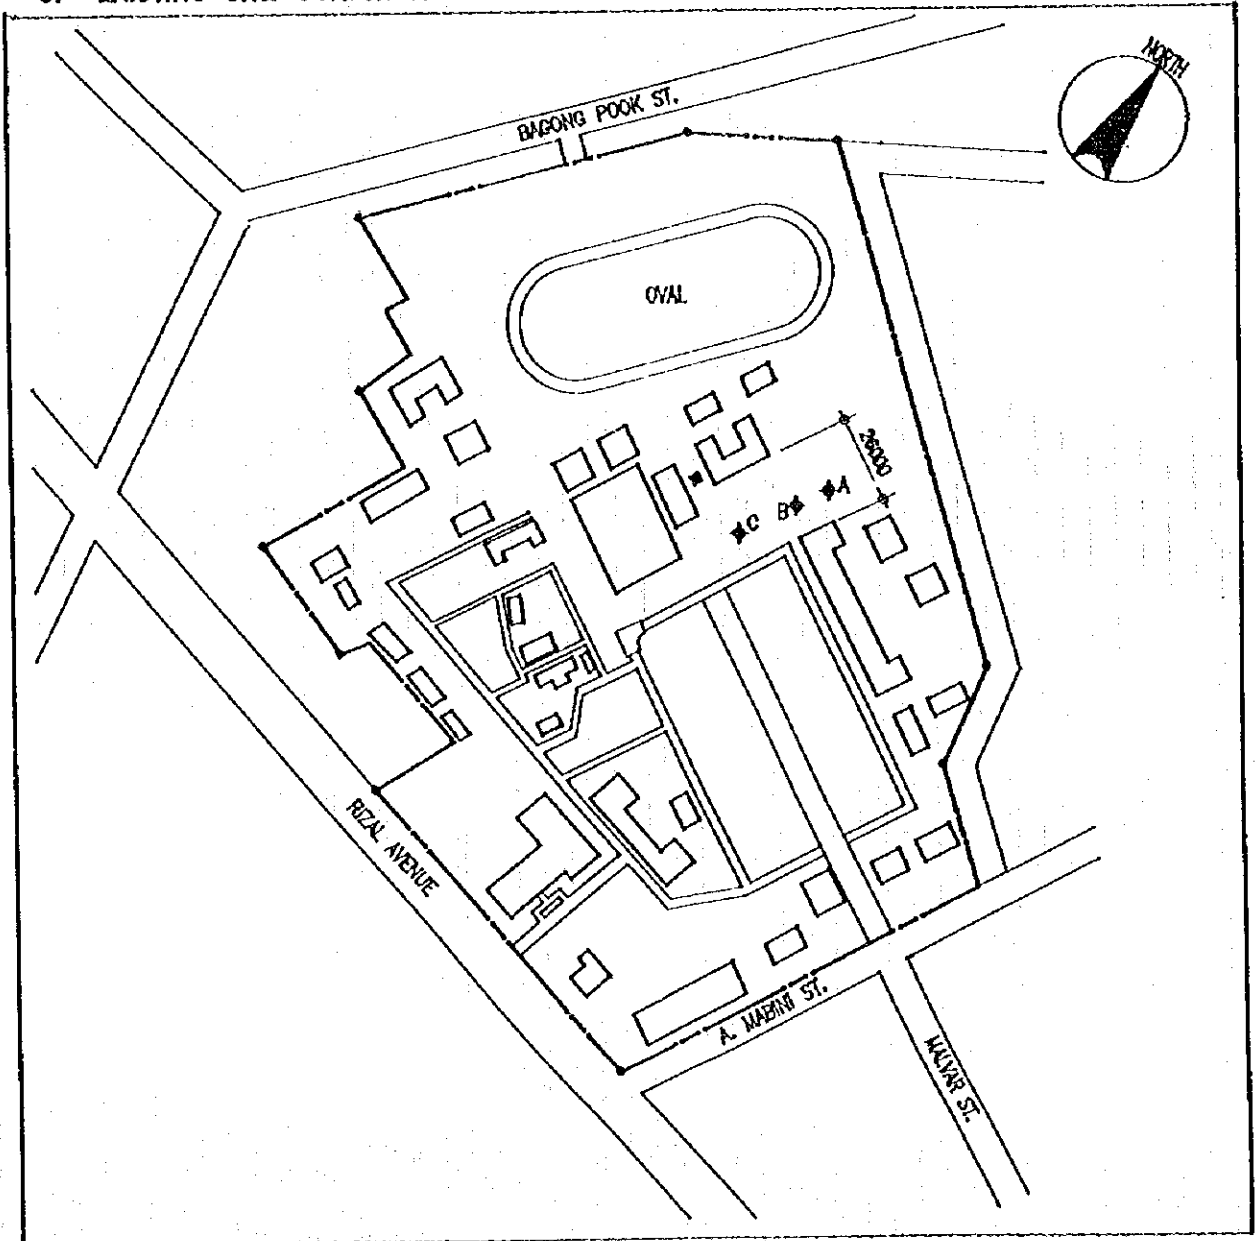 NORTH
BAGONG POOK ST.
OVAL
26000
A
B
C
RIZAL AVENUE
A. MABINI ST.
MALVAR ST.